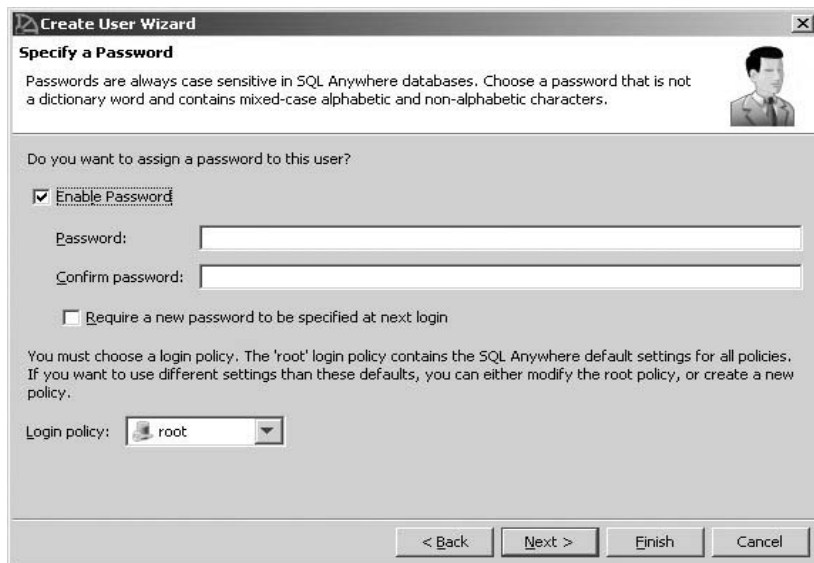 Create User Wizard
Specify a Password
Passwords are always case sensitive in SQL Anywhere databases. Choose a password that is not
a dictionary word and contains mixed-case alphabetic and non-alphabetic characters.
Do you want to assign a password to this user?
Enable Password
Password:
Confirm password:
Require a new password to be specified at next login
You must choose a login policy. The 'root' login policy contains the SQL Anywhere default settings for all policies.
If you want to use different settings than these defaults, you can either modify the root policy, or create a new
policy.
Login policy: root
< Back Next > Finish Cancel